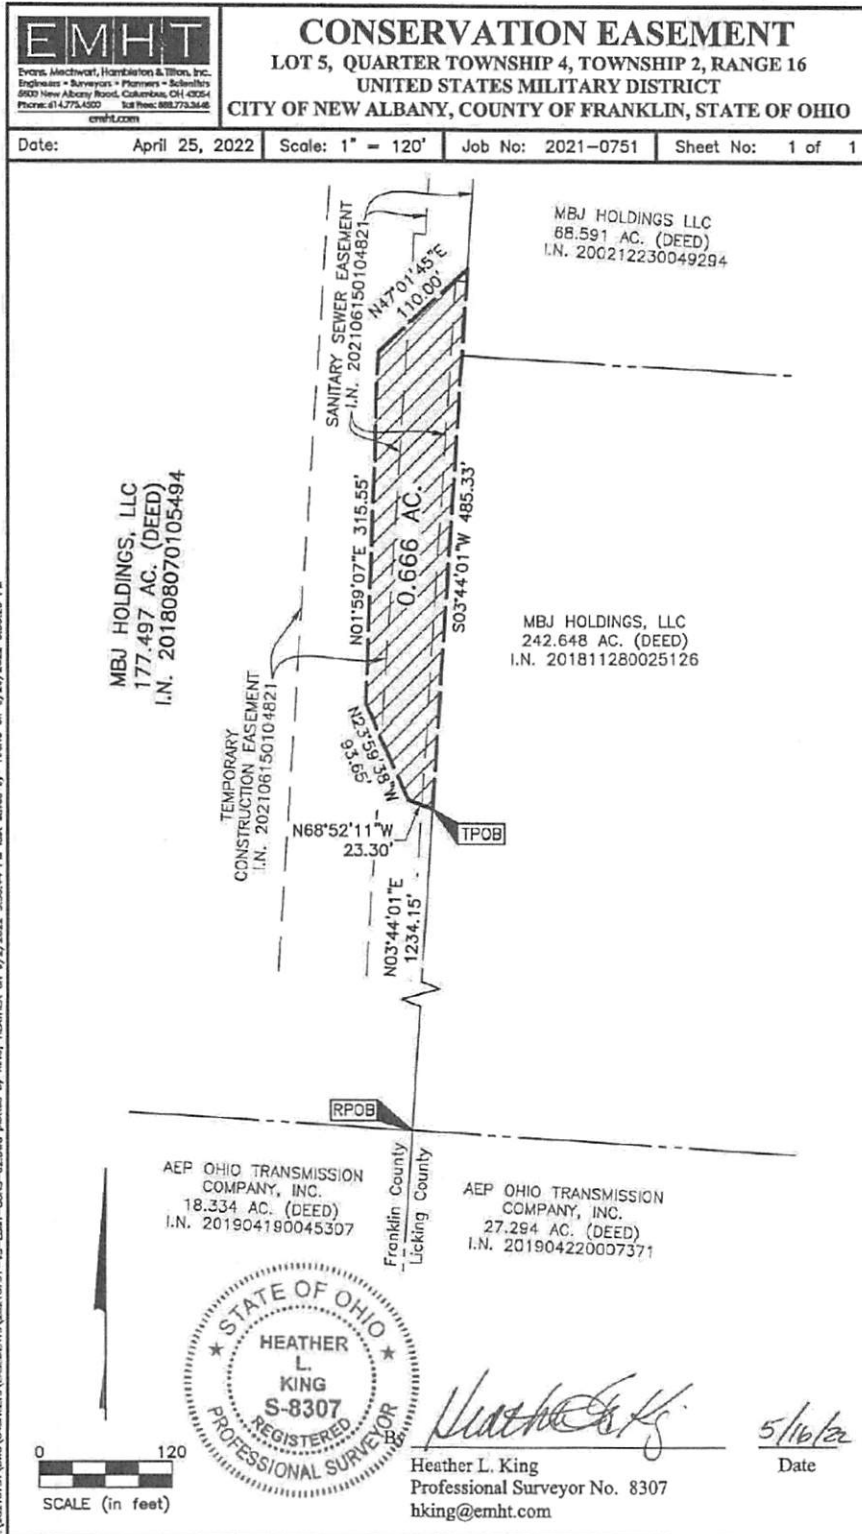 EMHT
Evans, Mechwart, Hambleton & Tilton, Inc.
Engineers • Surveyors • Planners • Scientists
5500 New Albany Road, Columbus, OH 43054
Phone: 614.775.4500 Toll Free: 888.775.3648
emht.com
CONSERVATION EASEMENT
LOT 5, QUARTER TOWNSHIP 4, TOWNSHIP 2, RANGE 16
UNITED STATES MILITARY DISTRICT
CITY OF NEW ALBANY, COUNTY OF FRANKLIN, STATE OF OHIO
Date: April 25, 2022
Scale: 1" = 120'
Job No: 2021-0751
Sheet No: 1 of 1
MBJ HOLDINGS LLC
68.591 AC. (DEED)
I.N. 200212230049294
SANITARY SEWER EASEMENT
I.N. 202106150104821
N47°01'45"E
110.00'
MBJ HOLDINGS, LLC
177.497 AC. (DEED)
I.N. 201808070105494
N01°59'07"E 315.55'
0.666 AC.
S03°44'01"W 485.33'
MBJ HOLDINGS, LLC
242.648 AC. (DEED)
I.N. 201811280025126
TEMPORARY
CONSTRUCTION EASEMENT
I.N. 202106150104821
N23°59'38"W
93.65'
N68°52'11"W
23.30'
TPOB
N03°44'01"E
1234.15'
RPOB
Franklin County
Licking County
AEP OHIO TRANSMISSION
COMPANY, INC.
18.334 AC. (DEED)
I.N. 201904190045307
AEP OHIO TRANSMISSION
COMPANY, INC.
27.294 AC. (DEED)
I.N. 201904220007371
STATE OF OHIO
HEATHER
L.
KING
S-8307
REGISTERED
PROFESSIONAL SURVEYOR
0 120
SCALE (in feet)
By
Heather L. King
5/16/22
Heather L. King
Professional Surveyor No. 8307
hking@emht.com
Date